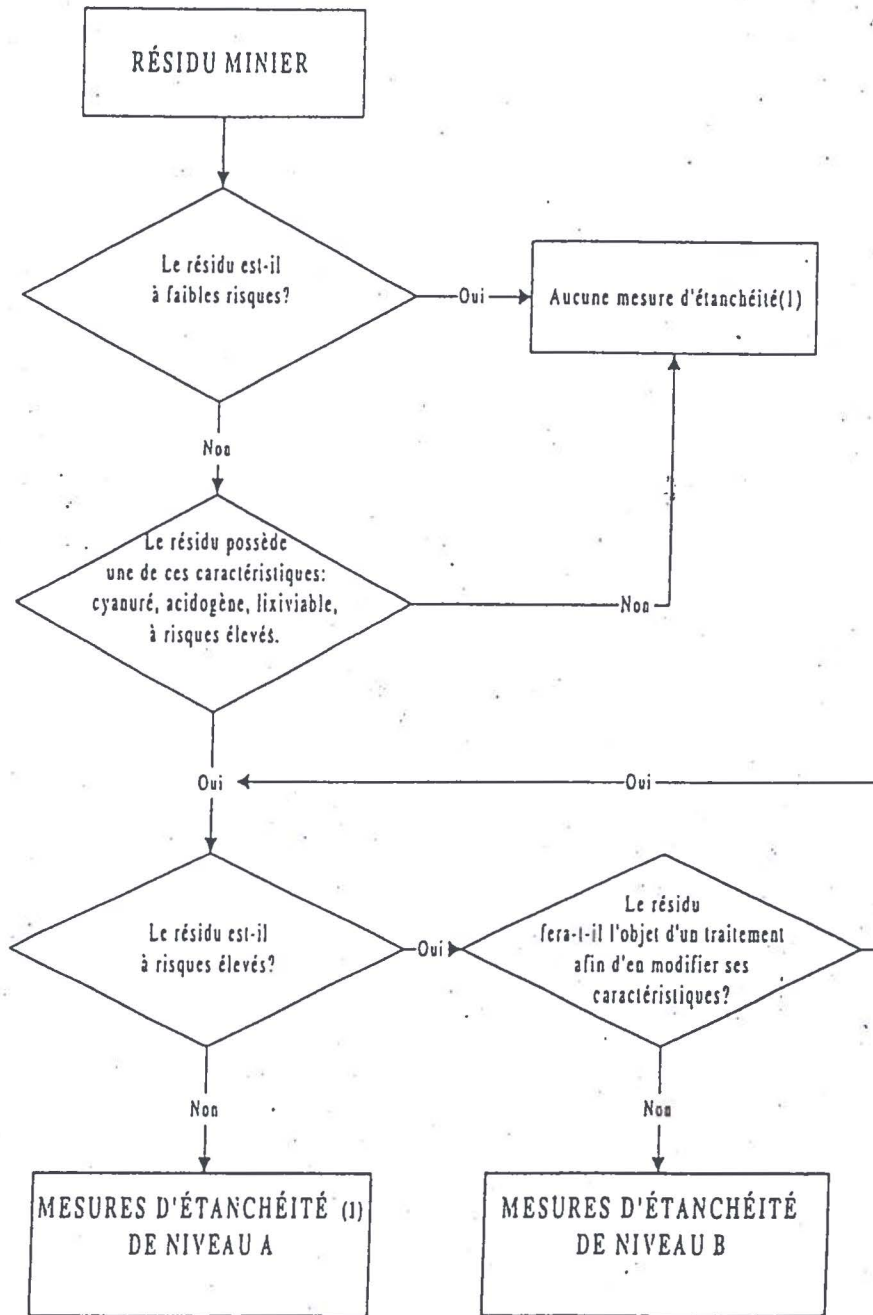 RÉSIDU MINIER
Le résidu est-il
à faibles risques?
Oui
Aucune mesure d'étanchéité(1)
Non
Le résidu possède
une de ces caractéristiques:
cyanuré, acidogène, lixiviable,
à risques élevés.
Non
Oui
Oui
Le résidu est-il
à risques élevés?
Oui
Le résidu
fera-t-il l'objet d'un traitement
afin d'en modifier ses
caractéristiques?
Non
Non
MESURES D'ÉTANCHÉITÉ (1)
DE NIVEAU A
MESURES D'ÉTANCHÉITÉ
DE NIVEAU B